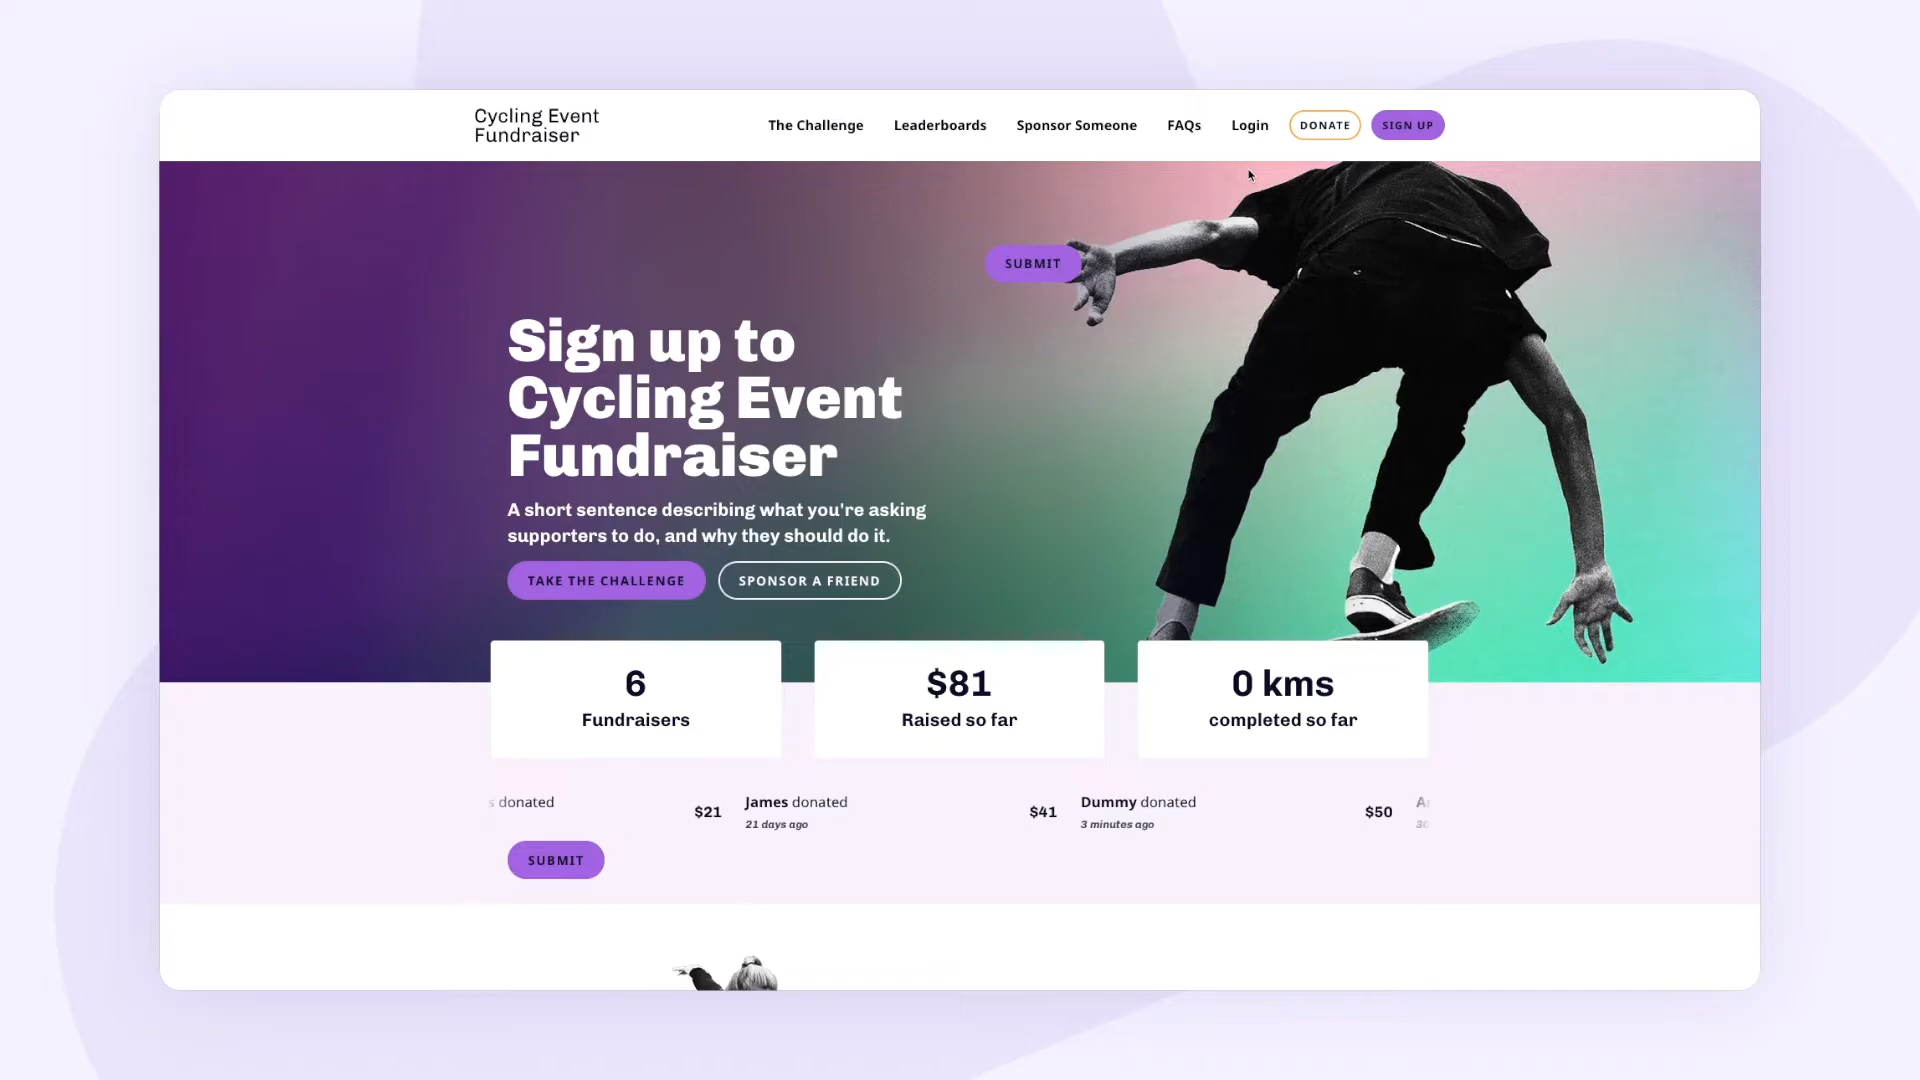 Cycling Event
Fundraiser
The Challenge
Leaderboards
Sponsor Someone
FAQs
Login
DONATE
SIGN UP
SUBMIT
Sign up to
Cycling Event
Fundraiser
A short sentence describing what you're asking
supporters to do, and why they should do it.
TAKE THE CHALLENGE
SPONSOR A FRIEND
6
Fundraisers
$81
Raised so far
0 kms
completed so far
s donated
$21
James donated
21 days ago
$41
Dummy donated
3 minutes ago
$50
SUBMIT